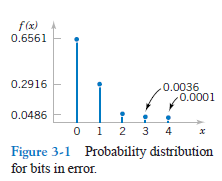 f(x)
0.6561
0.2916
0.0036
0.0001
0.0486
0 1 2 3 4 x
Figure 3-1 Probability distribution
for bits in error.